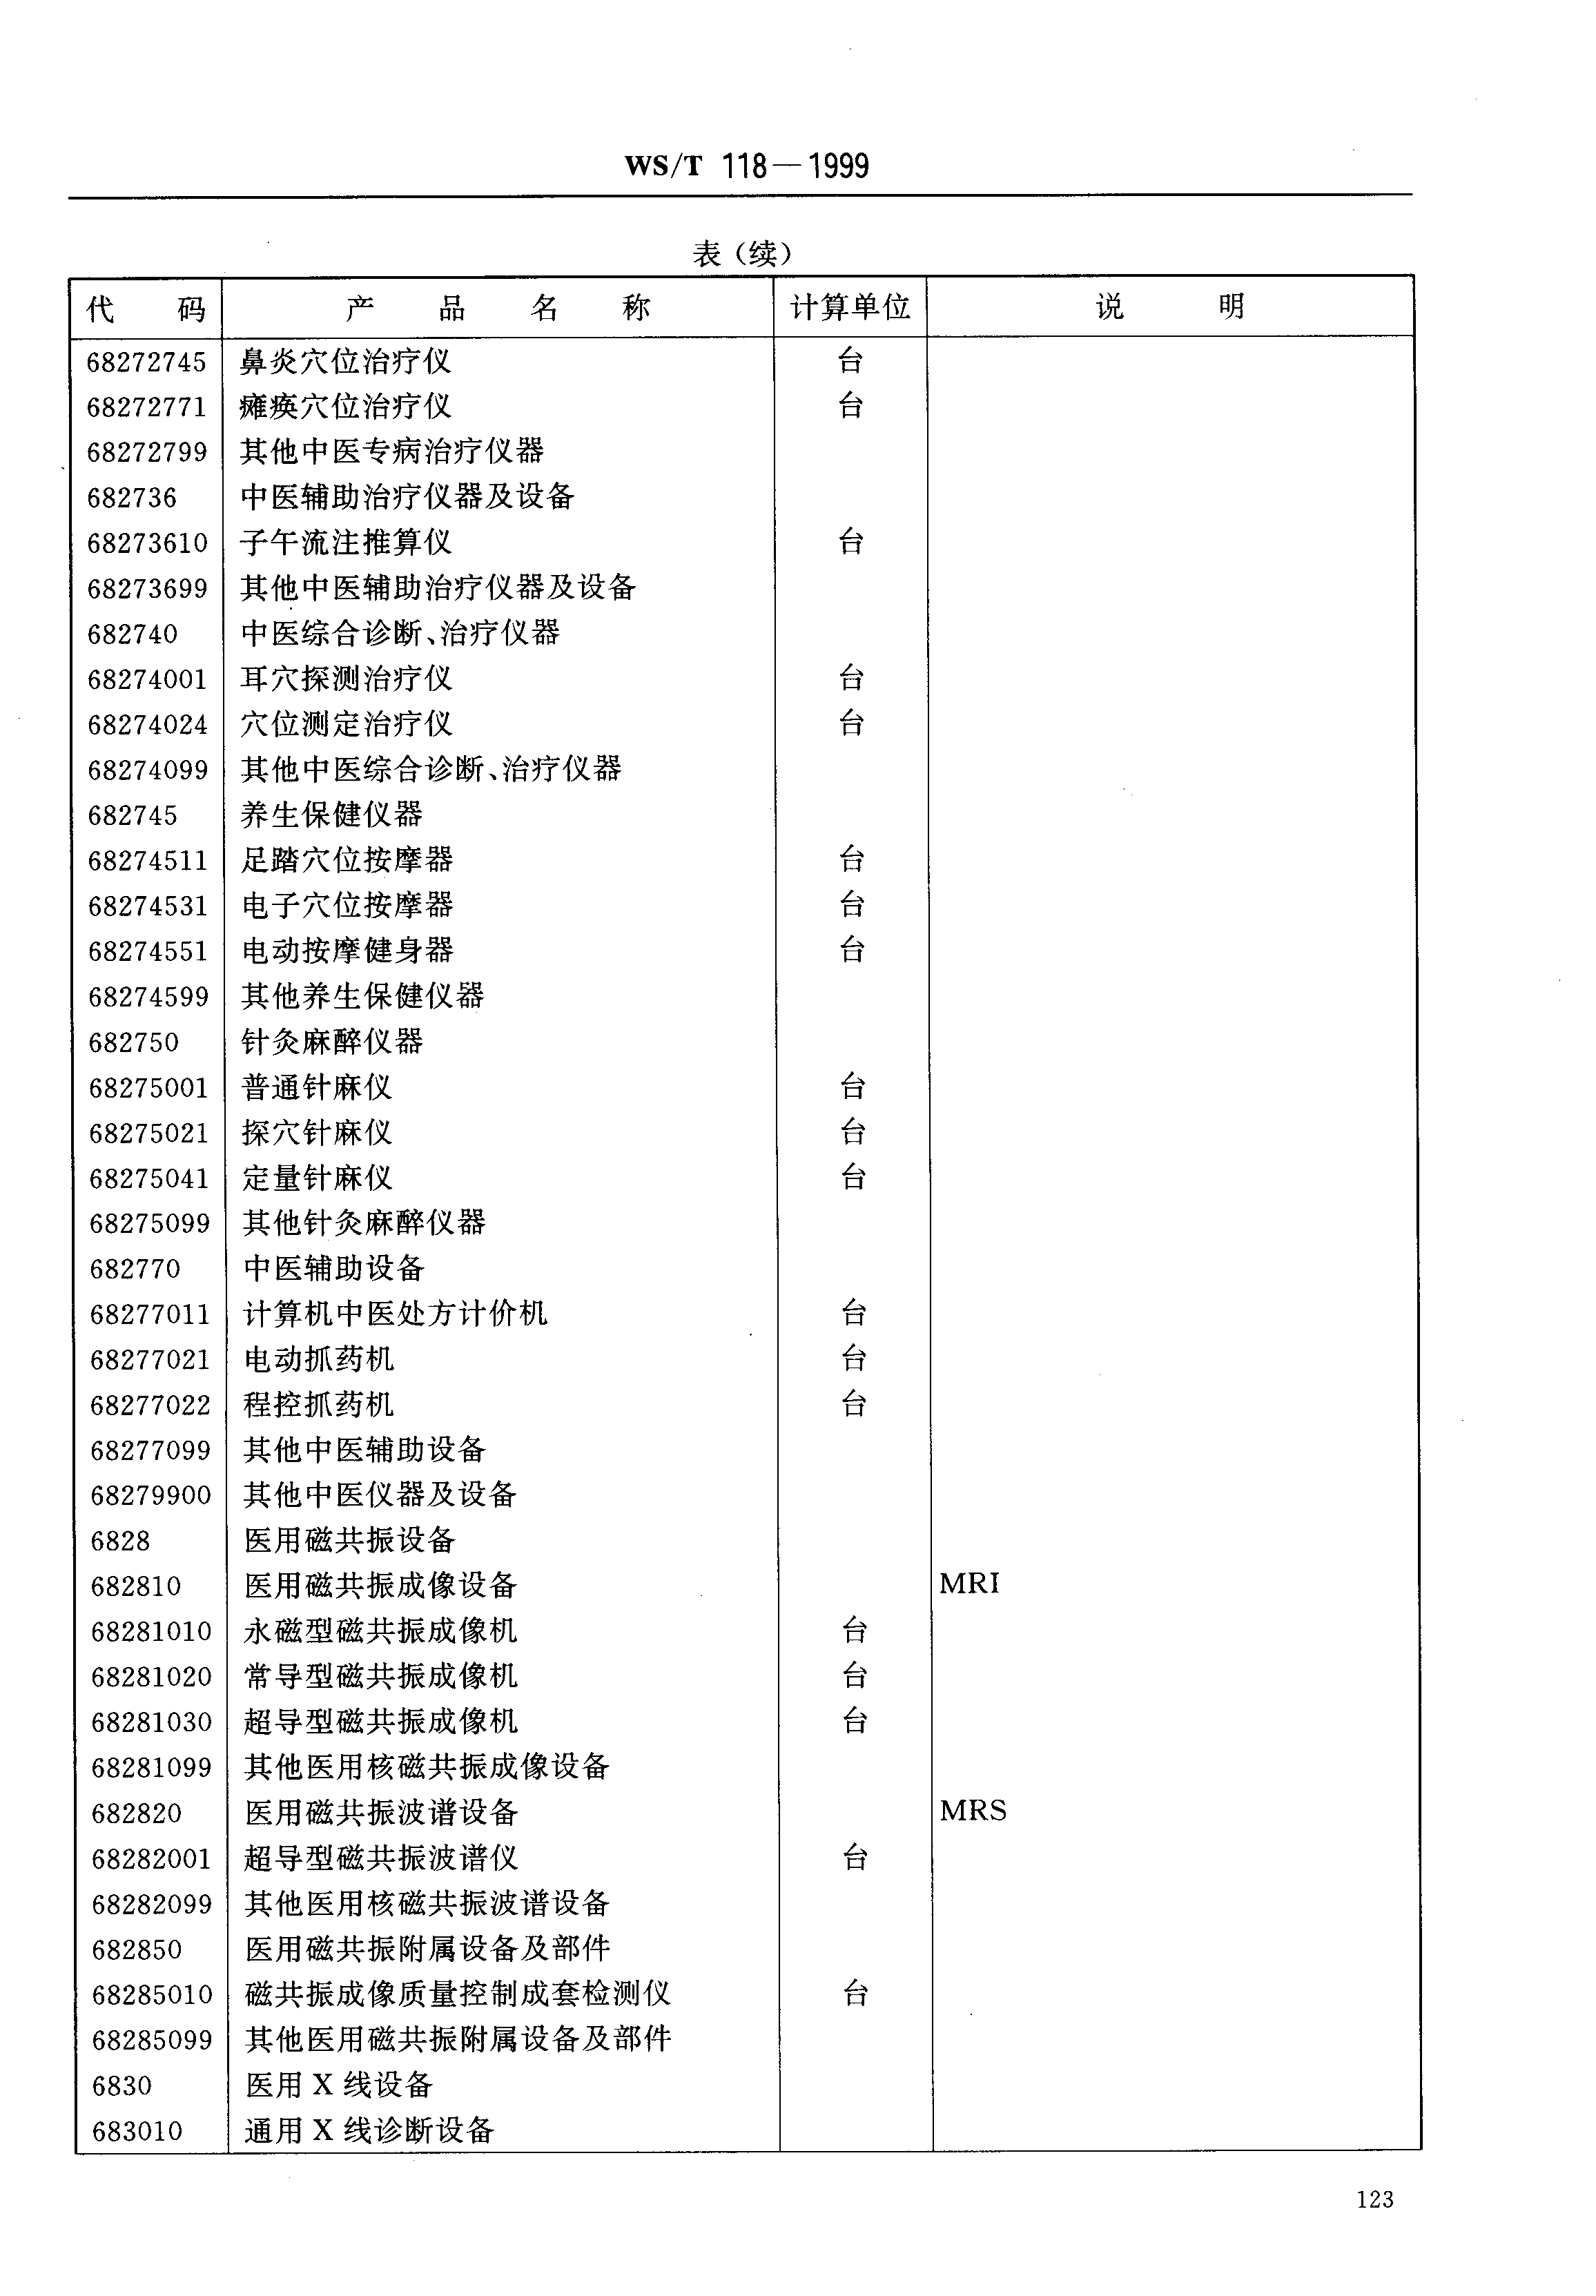 WS/T 118—1999
表（续）
代 码 产 品 名 称 计算单位 说 明
68272745 鼻炎穴位治疗仪 台
68272771 瘫痪穴位治疗仪 台
68272799 其他中医专病治疗仪器
682736 中医辅助治疗仪器及设备
68273610 子午流注推算仪 台
68273699 其他中医辅助治疗仪器及设备
682740 中医综合诊断、治疗仪器
68274001 耳穴探测治疗仪 台
68274024 穴位测定治疗仪 台
68274099 其他中医综合诊断、治疗仪器
682745 养生保健仪器
68274511 足踏穴位按摩器 台
68274531 电子穴位按摩器 台
68274551 电动按摩健身器 台
68274599 其他养生保健仪器
682750 针灸麻醉仪器
68275001 普通针麻仪 台
68275021 探穴针麻仪 台
68275041 定量针麻仪 台
68275099 其他针灸麻醉仪器
682770 中医辅助设备
68277011 计算机中医处方计价机 台
68277021 电动抓药机 台
68277022 程控抓药机 台
68277099 其他中医辅助设备
68279900 其他中医仪器及设备
6828 医用磁共振设备
682810 医用磁共振成像设备 MRI
68281010 永磁型磁共振成像机 台
68281020 常导型磁共振成像机 台
68281030 超导型磁共振成像机 台
68281099 其他医用核磁共振成像设备
682820 医用磁共振波谱设备 MRS
68282001 超导型磁共振波谱仪 台
68282099 其他医用核磁共振波谱设备
682850 医用磁共振附属设备及部件
68285010 磁共振成像质量控制成套检测仪 台
68285099 其他医用磁共振附属设备及部件
6830 医用 X 线设备
683010 通用 X 线诊断设备
123